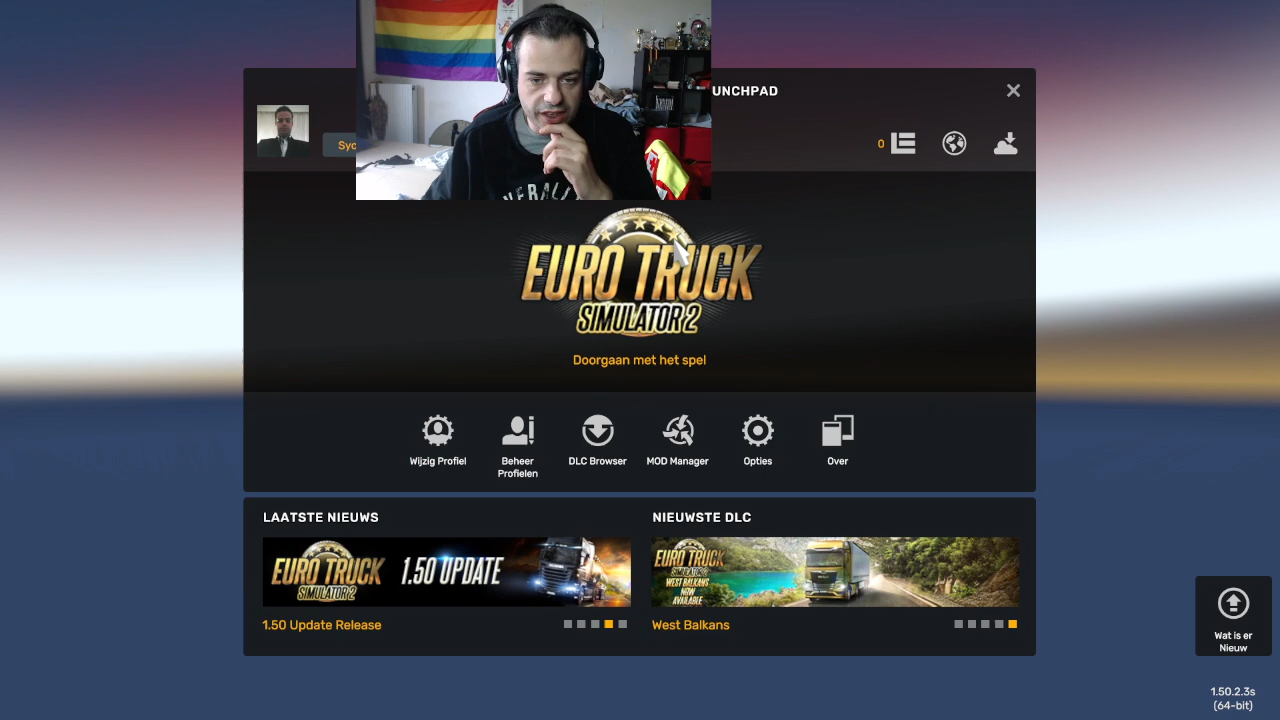 UNCHPAD
Syc
0
EURO TRUCK
SIMULATOR 2
Doorgaan met het spel
Wijzig Profiel
Beheer
Profielen
DLC Browser
MOD Manager
Opties
Over
LAATSTE NIEUWS
NIEUWSTE DLC
EURO TRUCK
SIMULATOR 2
1.50 UPDATE
EURO TRUCK
SIMULATOR 2
WEST BALKANS
NOW
AVAILABLE
1.50 Update Release
West Balkans
Wat is er
Nieuw
1.50.2.3s
(64-bit)